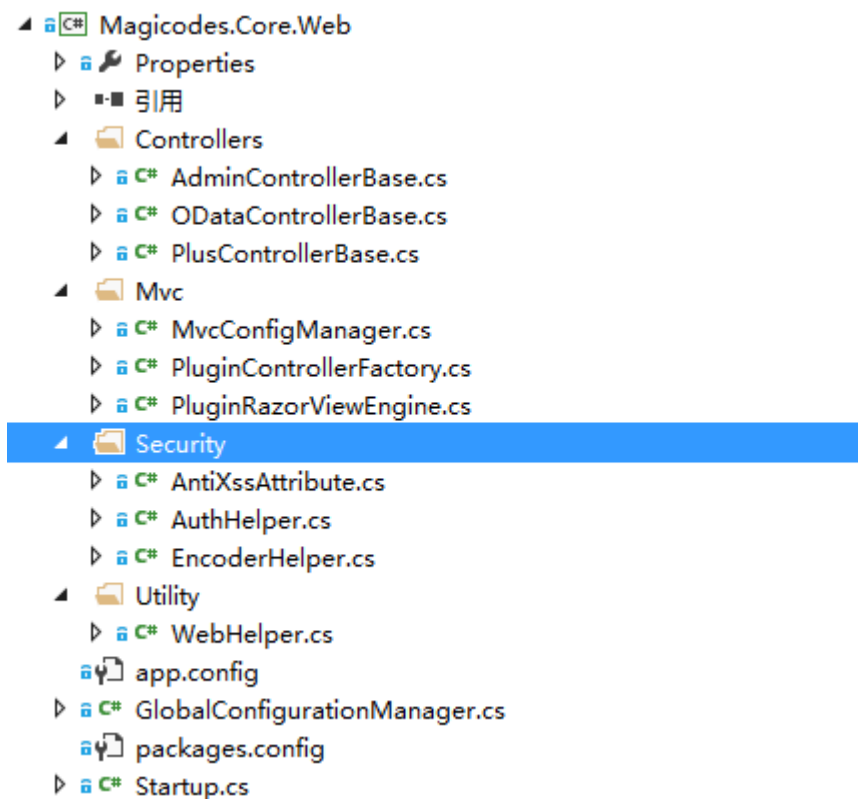 C# Magicodes.Core.Web
Properties
引用
Controllers
C# AdminControllerBase.cs
C# ODataControllerBase.cs
C# PlusControllerBase.cs
Mvc
C# MvcConfigManager.cs
C# PluginControllerFactory.cs
C# PluginRazorViewEngine.cs
Security
C# AntiXssAttribute.cs
C# AuthHelper.cs
C# EncoderHelper.cs
Utility
C# WebHelper.cs
app.config
C# GlobalConfigurationManager.cs
packages.config
C# Startup.cs